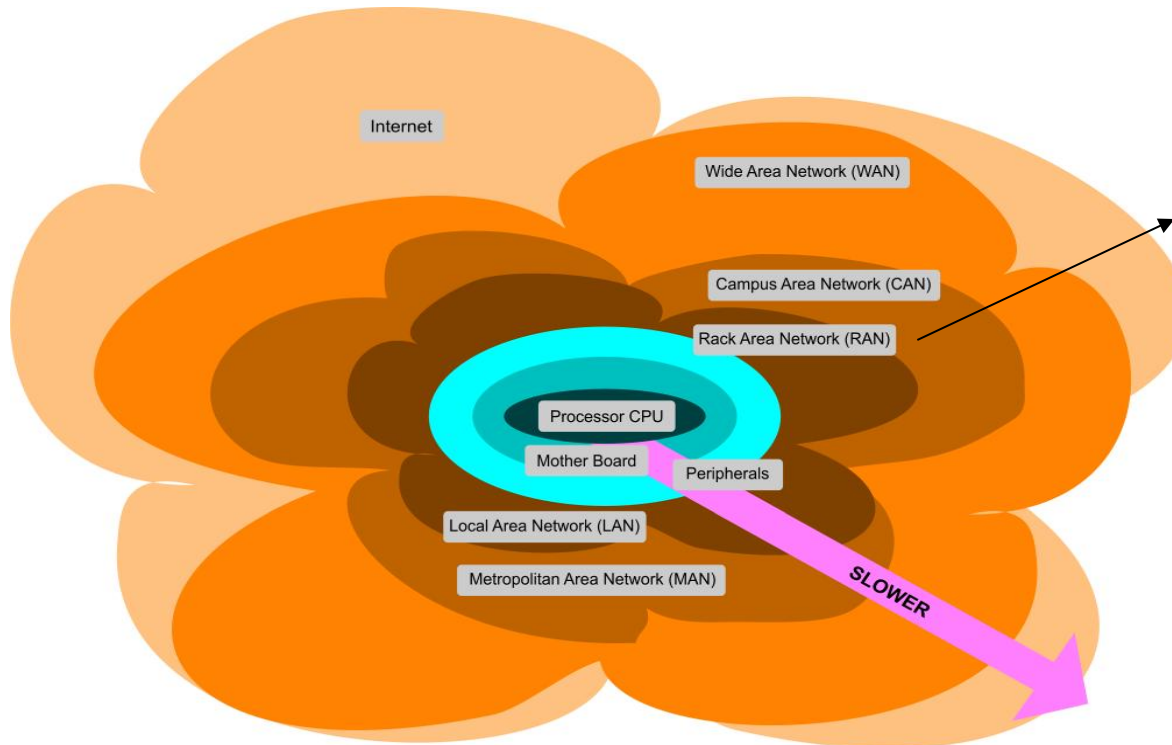 Internet
Wide Area Network (WAN)
Campus Area Network (CAN)
Rack Area Network (RAN)
Processor CPU
Mother Board
Peripherals
Local Area Network (LAN)
Metropolitan Area Network (MAN)
SLOWER